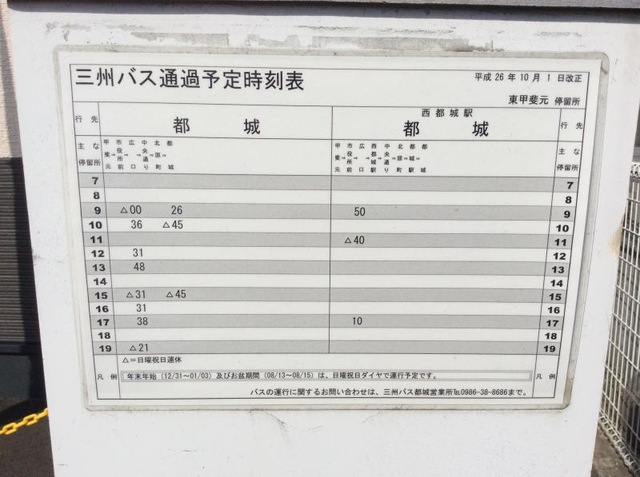 三州バス通過予定時刻表
平成26年10月1日改正
東甲斐元 停留所
行先 都城 西都城駅 都城 行先
主な停留所 甲斐元→市役所前→広口→中央通り→北原町→都城 甲斐元→市役所前→広口→西都城駅→中央通り→北原町→都城駅→都城 主な停留所
7 7
8 8
9 △00 26 50 9
10 36 △45 10
11 △40 11
12 31 12
13 48 13
14 14
15 △31 △45 15
16 31 16
17 38 10 17
18 18
19 △21 19
凡例 △=日曜祝日運休 凡例
年末年始(12/31~01/03)及びお盆期間(08/13~08/15)は、日曜祝日ダイヤで運行予定です。
バスの運行に関するお問い合わせは、三州バス都城営業所℡0986-38-8686まで。